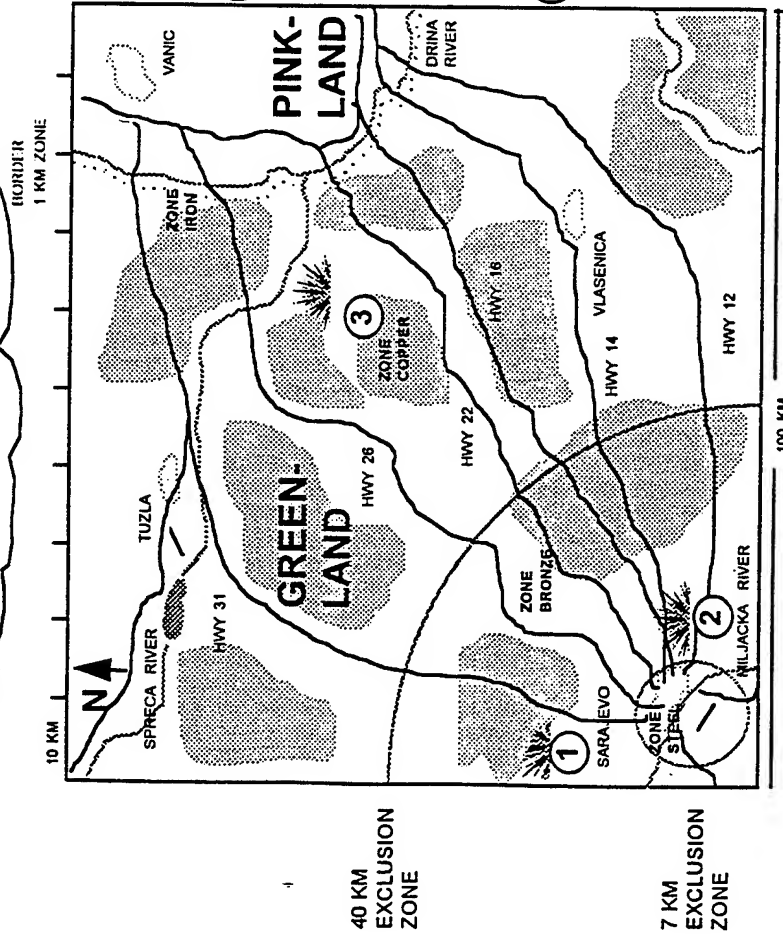 BORDER
1 KM ZONE
10 KM
N
VANIC
PINK-
LAND
DRINA
RIVER
TUZLA
SPRECA RIVER
ZONE
IRON
HWY 31
GREEN-
LAND
3
ZONE
COPPER
HWY 16
HWY 26
HWY 22
VLASENICA
HWY 14
HWY 12
40 KM
EXCLUSION
ZONE
ZONE
BRONZE
1
SARAJEVO
ZONE
STEEL
2
MILJACKA RIVER
7 KM
EXCLUSION
ZONE
100 KM